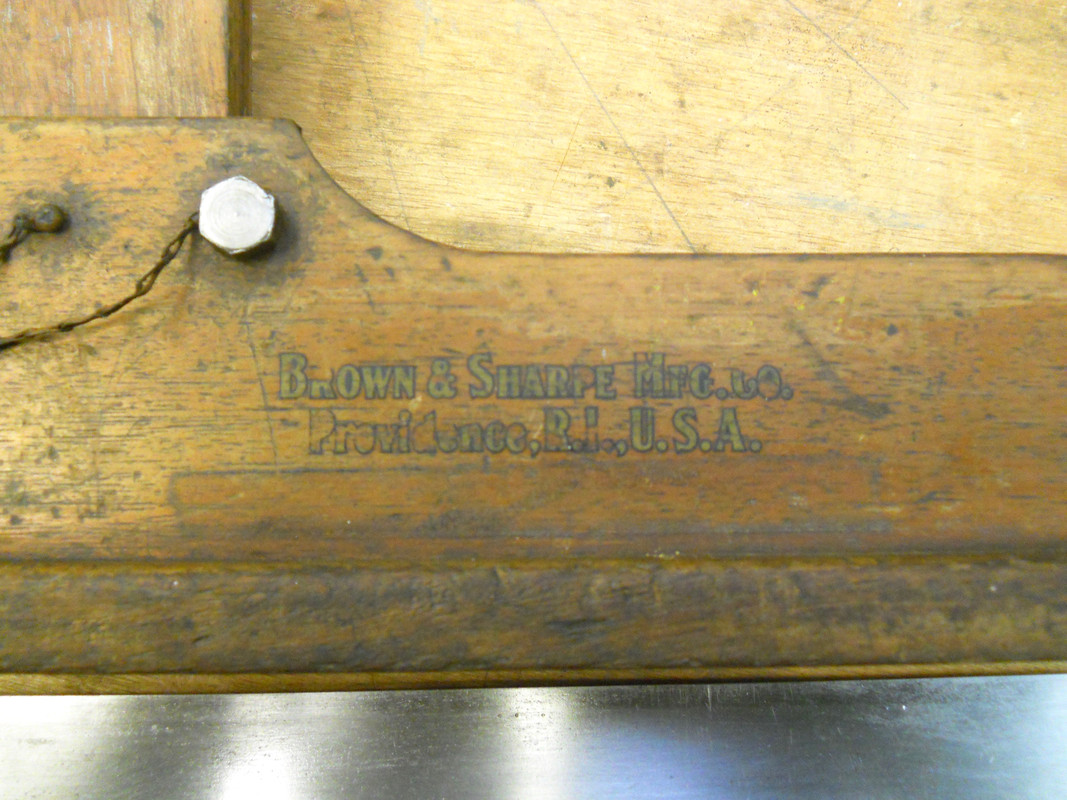 BROWN & SHARPE MFG. CO.
Providence, R.I., U.S.A.